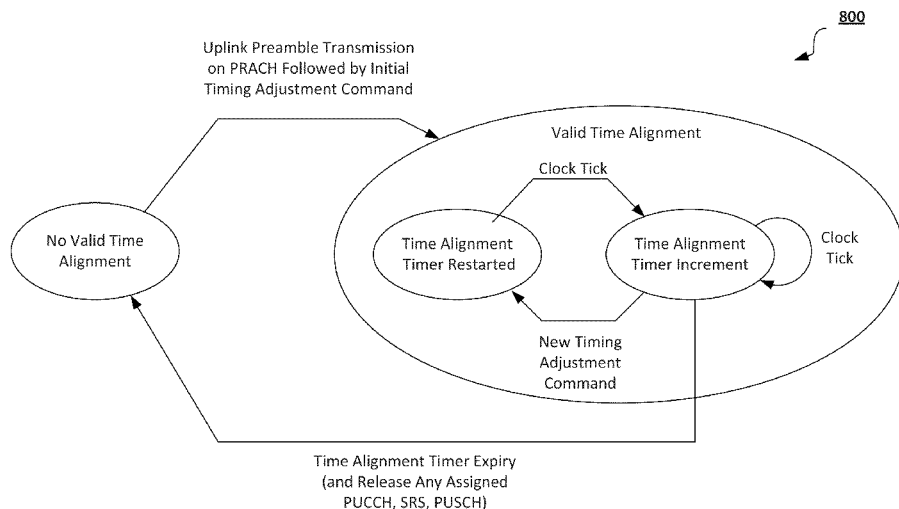 800
Uplink Preamble Transmission
on PRACH Followed by Initial
Timing Adjustment Command
Valid Time Alignment
Clock Tick
No Valid Time
Alignment
Time Alignment
Timer Restarted
Time Alignment
Timer Increment
Clock
Tick
New Timing
Adjustment
Command
Time Alignment Timer Expiry
(and Release Any Assigned
PUCCH, SRS, PUSCH)